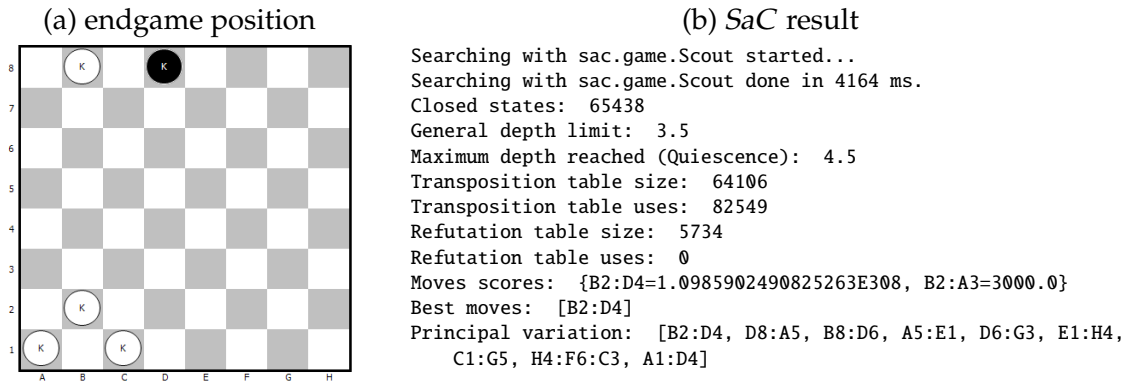 (a) endgame position
8 K K
7
6
5
4
3
2 K
1 K K
A B C D E F G H
(b) SaC result
Searching with sac.game.Scout started...
Searching with sac.game.Scout done in 4164 ms.
Closed states: 65438
General depth limit: 3.5
Maximum depth reached (Quiescence): 4.5
Transposition table size: 64106
Transposition table uses: 82549
Refutation table size: 5734
Refutation table uses: 0
Moves scores: {B2:D4=1.0985902490825263E308, B2:A3=3000.0}
Best moves: [B2:D4]
Principal variation: [B2:D4, D8:A5, B8:D6, A5:E1, D6:G3, E1:H4,
C1:G5, H4:F6:C3, A1:D4]